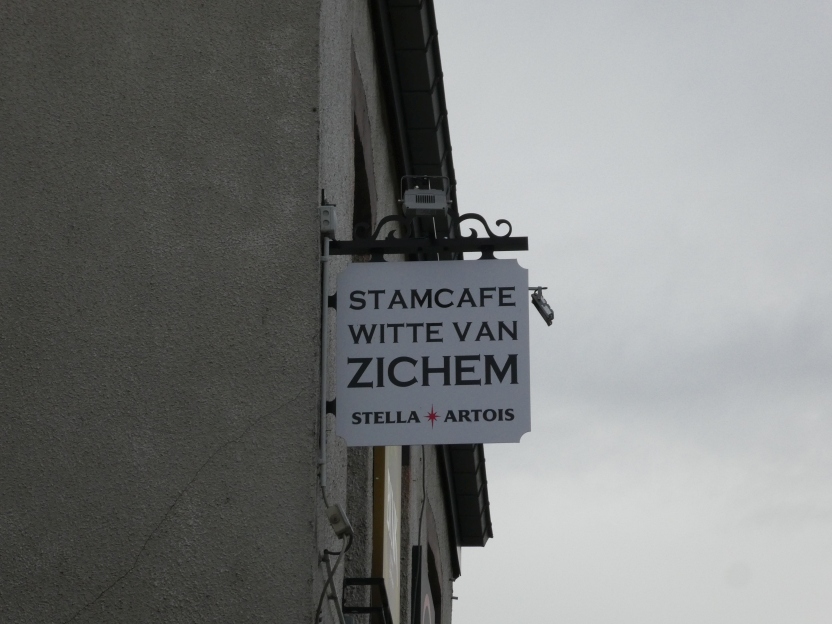 STAMCAFE
WITTE VAN
ZICHEM
STELLA ARTOIS